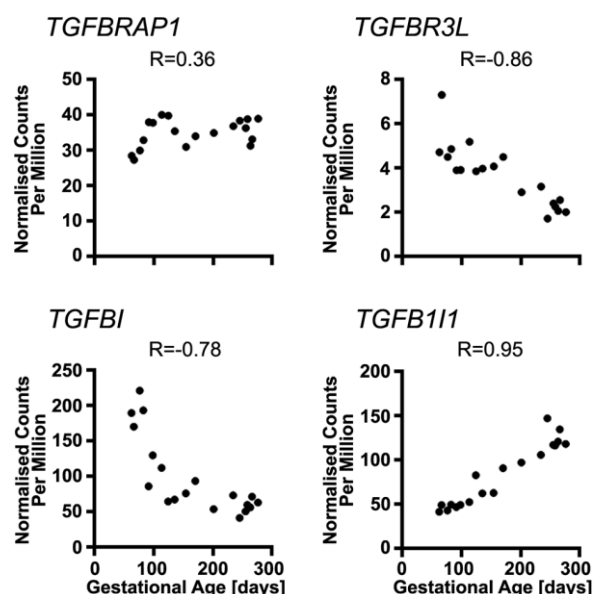 TGFBRAP1
R=0.36
Normalised Counts
Per Million
50
40
30
20
10
0
TGFBR3L
R=-0.86
Normalised Counts
Per Million
8
6
4
2
0
TGFBI
R=-0.78
Normalised Counts
Per Million
250
200
150
100
50
0
0 100 200 300
Gestational Age [days]
TGFB1I1
R=0.95
Normalised Counts
Per Million
200
150
100
50
0
0 100 200 300
Gestational Age [days]